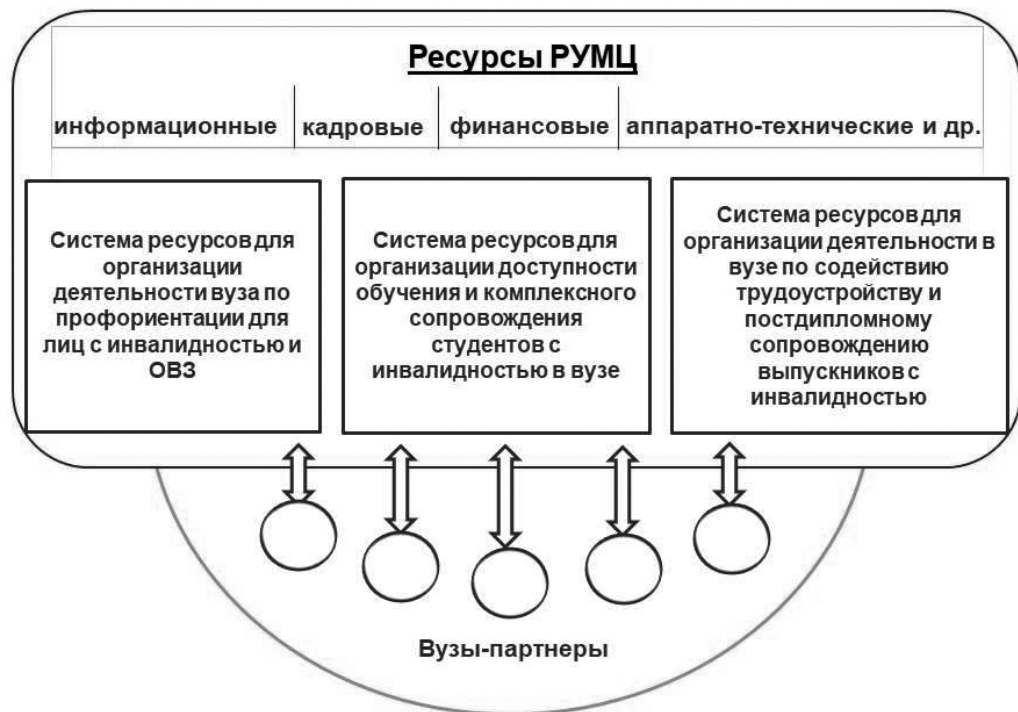 Ресурсы РУМЦ
информационные кадровые финансовые аппаратно-технические и др.
Система ресурсов для
организации
деятельности вуза по
профориентации для
лиц с инвалидностью и
ОВЗ
Система ресурсов для
организации доступности
обучения и комплексного
сопровождения
студентов с
инвалидностью в вузе
Система ресурсов для
организации деятельности в
вузе по содействию
трудоустройству и
постдипломному
сопровождению
выпускников с
инвалидностью
Вузы-партнеры